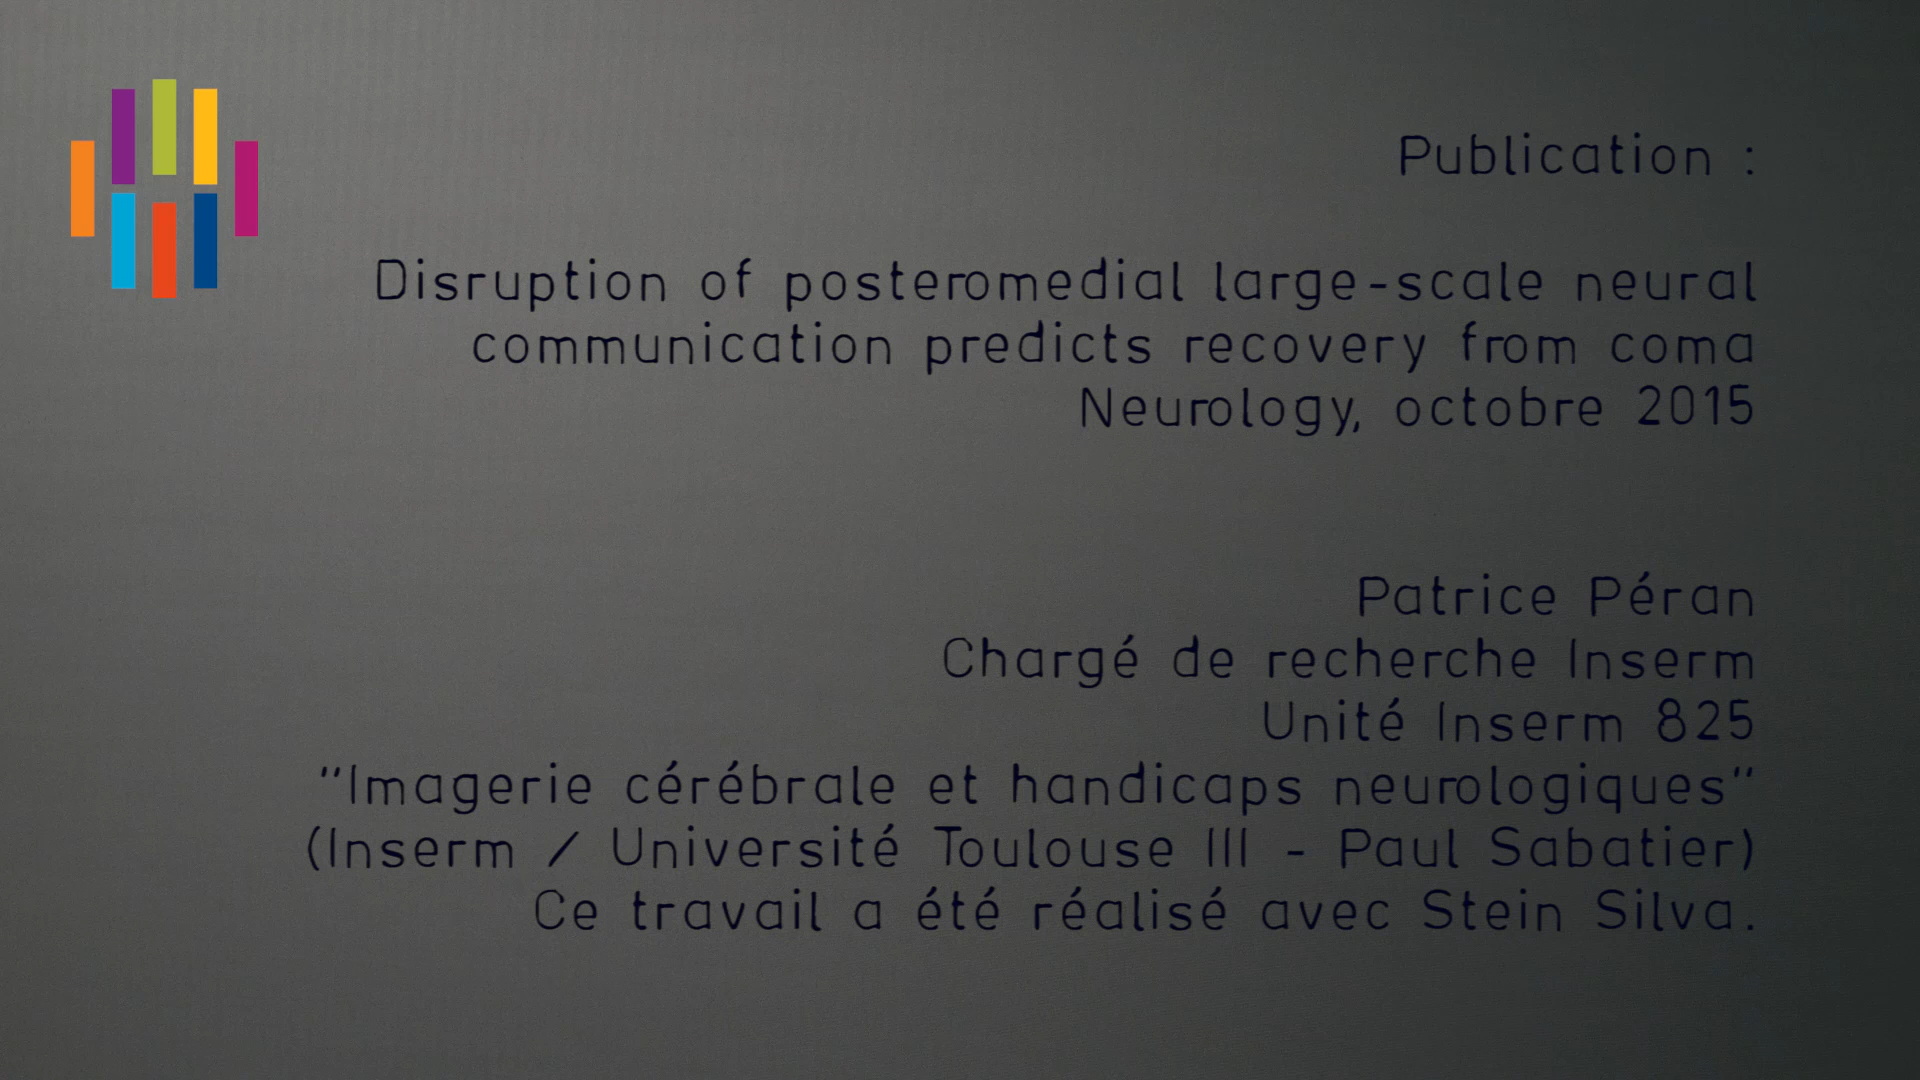 Publication :
Disruption of posteromedial large-scale neural
communication predicts recovery from coma
Neurology, octobre 2015
Patrice Péran
Chargé de recherche Inserm
Unité Inserm 825
"Imagerie cérébrale et handicaps neurologiques"
(Inserm / Université Toulouse III - Paul Sabatier)
Ce travail a été réalisé avec Stein Silva.